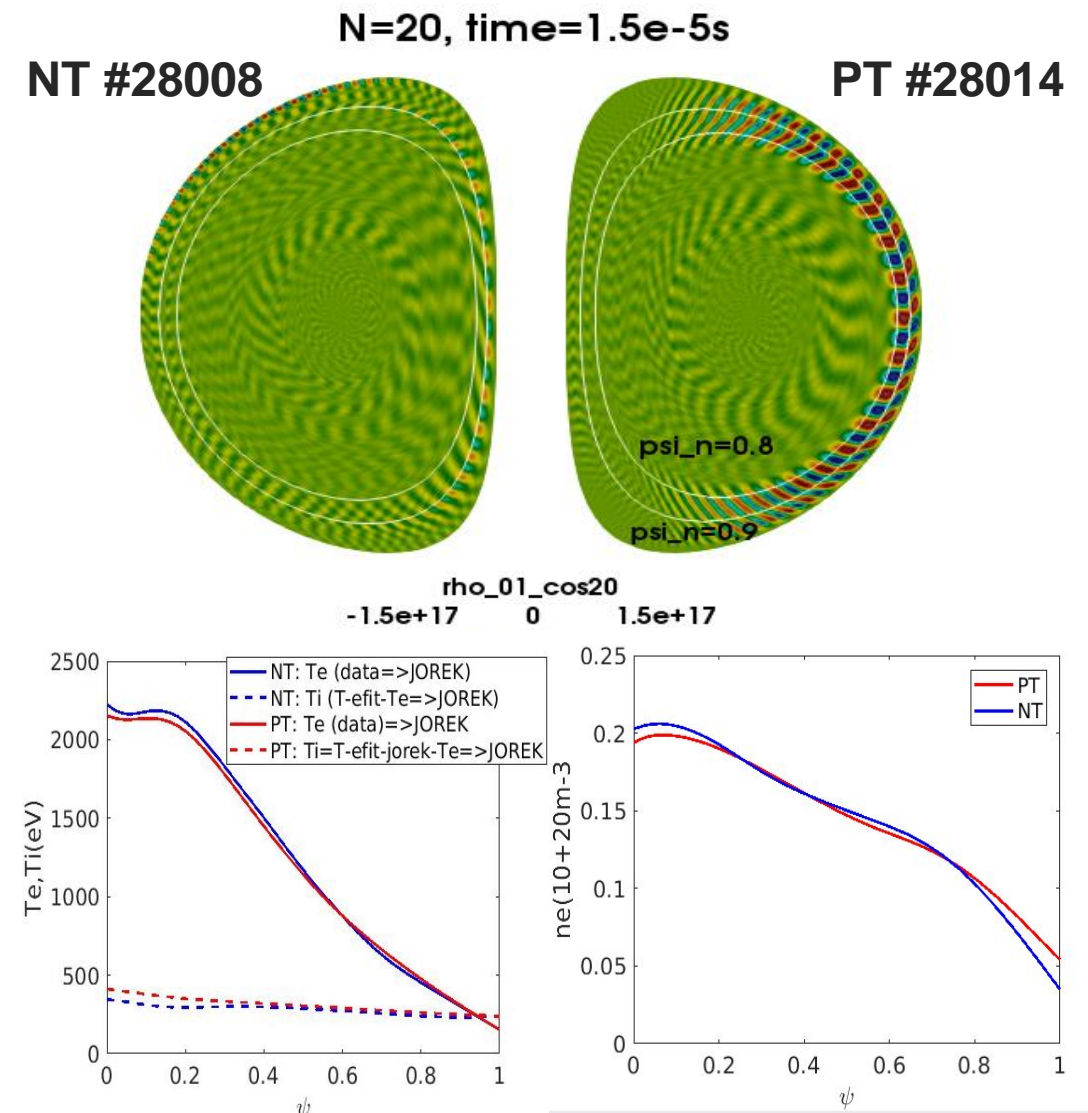 N=20, time=1.5e-5s
NT #28008
PT #28014
psi_n=0.8
psi_n=0.9
rho_01_cos20
-1.5e+17 0 1.5e+17
2500
2000
1500
1000
500
0
Te,Ti(eV)
NT: Te (data=>JOREK)
NT: Ti (T-efit-Te=>JOREK)
PT: Te (data)=>JOREK
PT: Ti=T-efit-jorek-Te=>JOREK
0 0.2 0.4 0.6 0.8 1
ψ
0.25
0.2
0.15
0.1
0.05
0
ne(10+20m-3
PT
NT
0 0.2 0.4 0.6 0.8 1
ψ